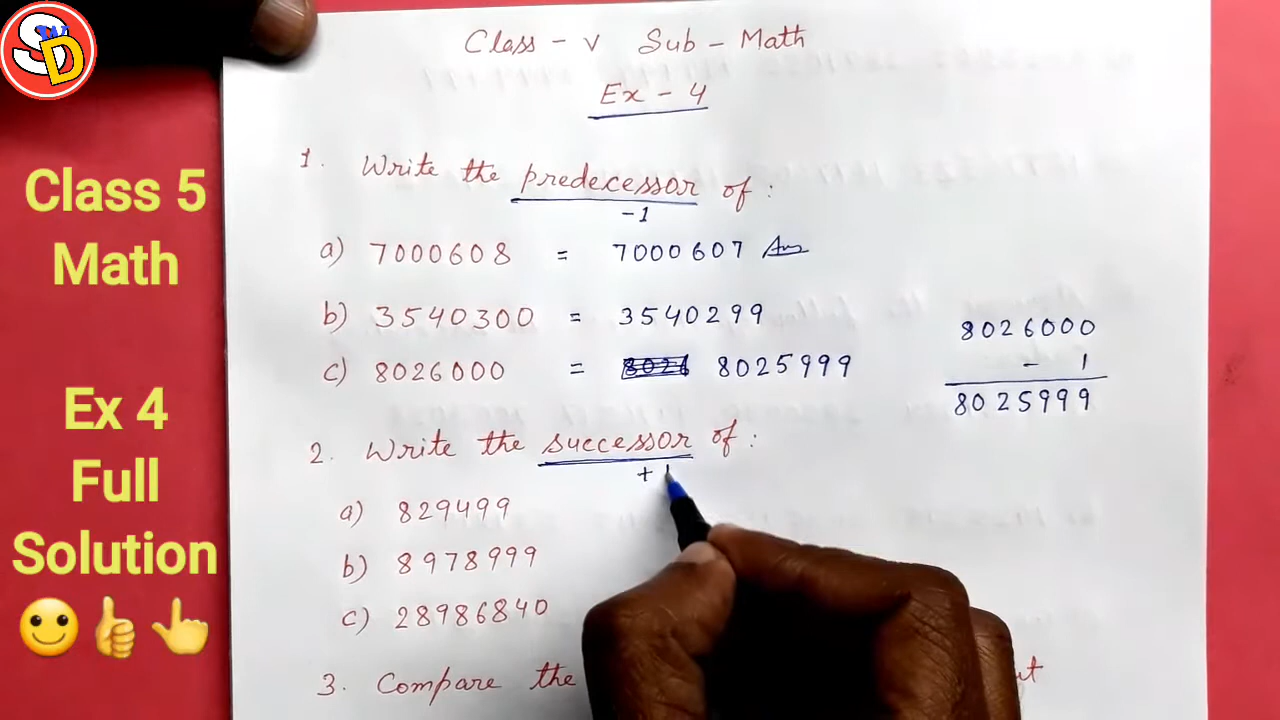 SWD
Class 5
Math
Ex 4
Full
Solution
Class - V Sub - Math
Ex - 4
1. Write the predecessor of :
-1
a) 7000608 = 7000607 Ans
b) 3540300 = 3540299
c) 8026000 = 8025999
8026000
- 1
8025999
2. Write the successor of :
+ 1
a) 829499
b) 8978999
c) 28986840
3. Compare the